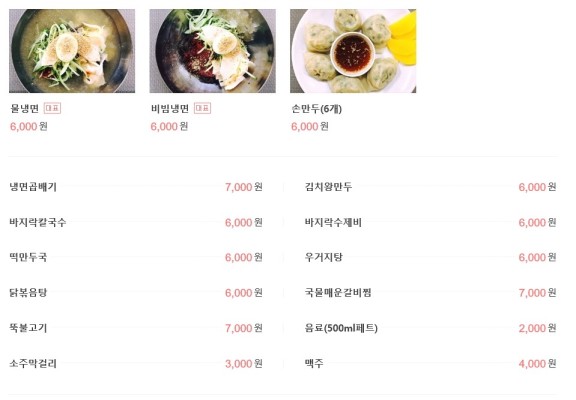 물냉면 대표
6,000원
비빔냉면 대표
6,000원
손만두(6개)
6,000원
냉면곱빼기 7,000원
김치왕만두 6,000원
바지락칼국수 6,000원
바지락수제비 6,000원
떡만두국 6,000원
우거지탕 6,000원
닭볶음탕 6,000원
국물매운갈비찜 7,000원
뚝불고기 7,000원
음료(500ml페트) 2,000원
소주막걸리 3,000원
맥주 4,000원